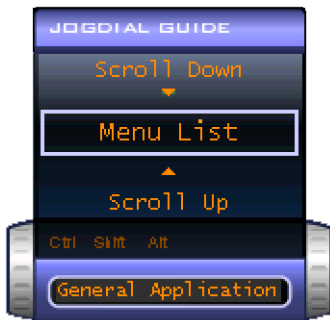 JOGDIAL GUIDE
Scroll Down
Menu List
Scroll Up
Ctrl Shift Alt
General Application